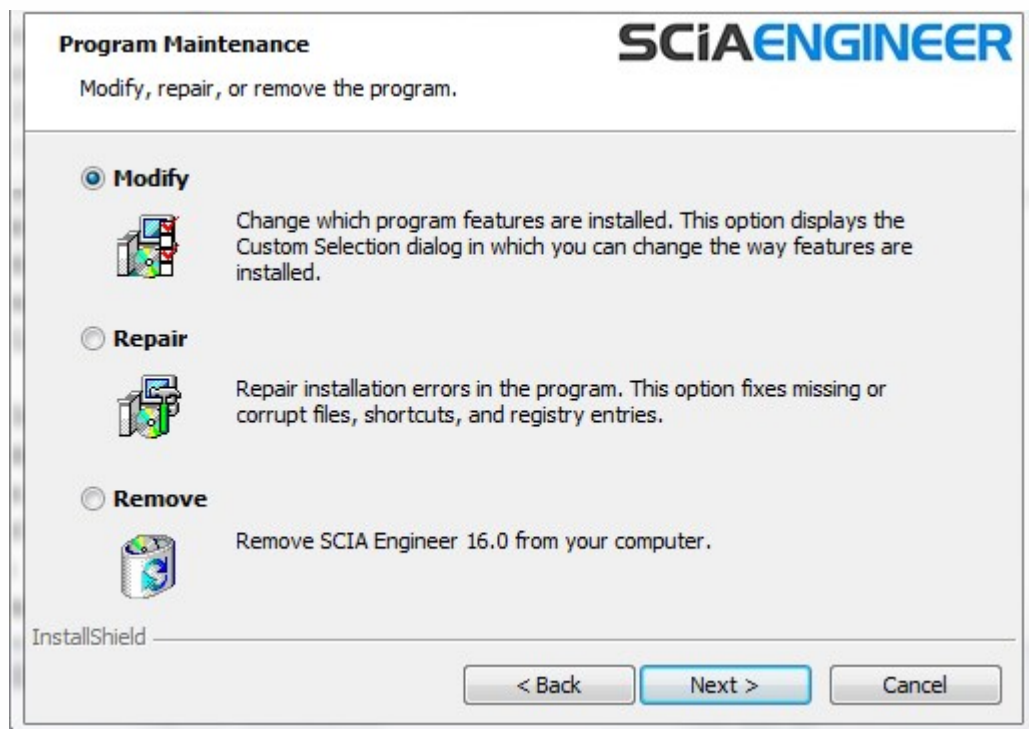 Program Maintenance
SCiAENGINEER
Modify, repair, or remove the program.
Modify
Change which program features are installed. This option displays the
Custom Selection dialog in which you can change the way features are
installed.
Repair
Repair installation errors in the program. This option fixes missing or
corrupt files, shortcuts, and registry entries.
Remove
Remove SCIA Engineer 16.0 from your computer.
InstallShield
< Back
Next >
Cancel